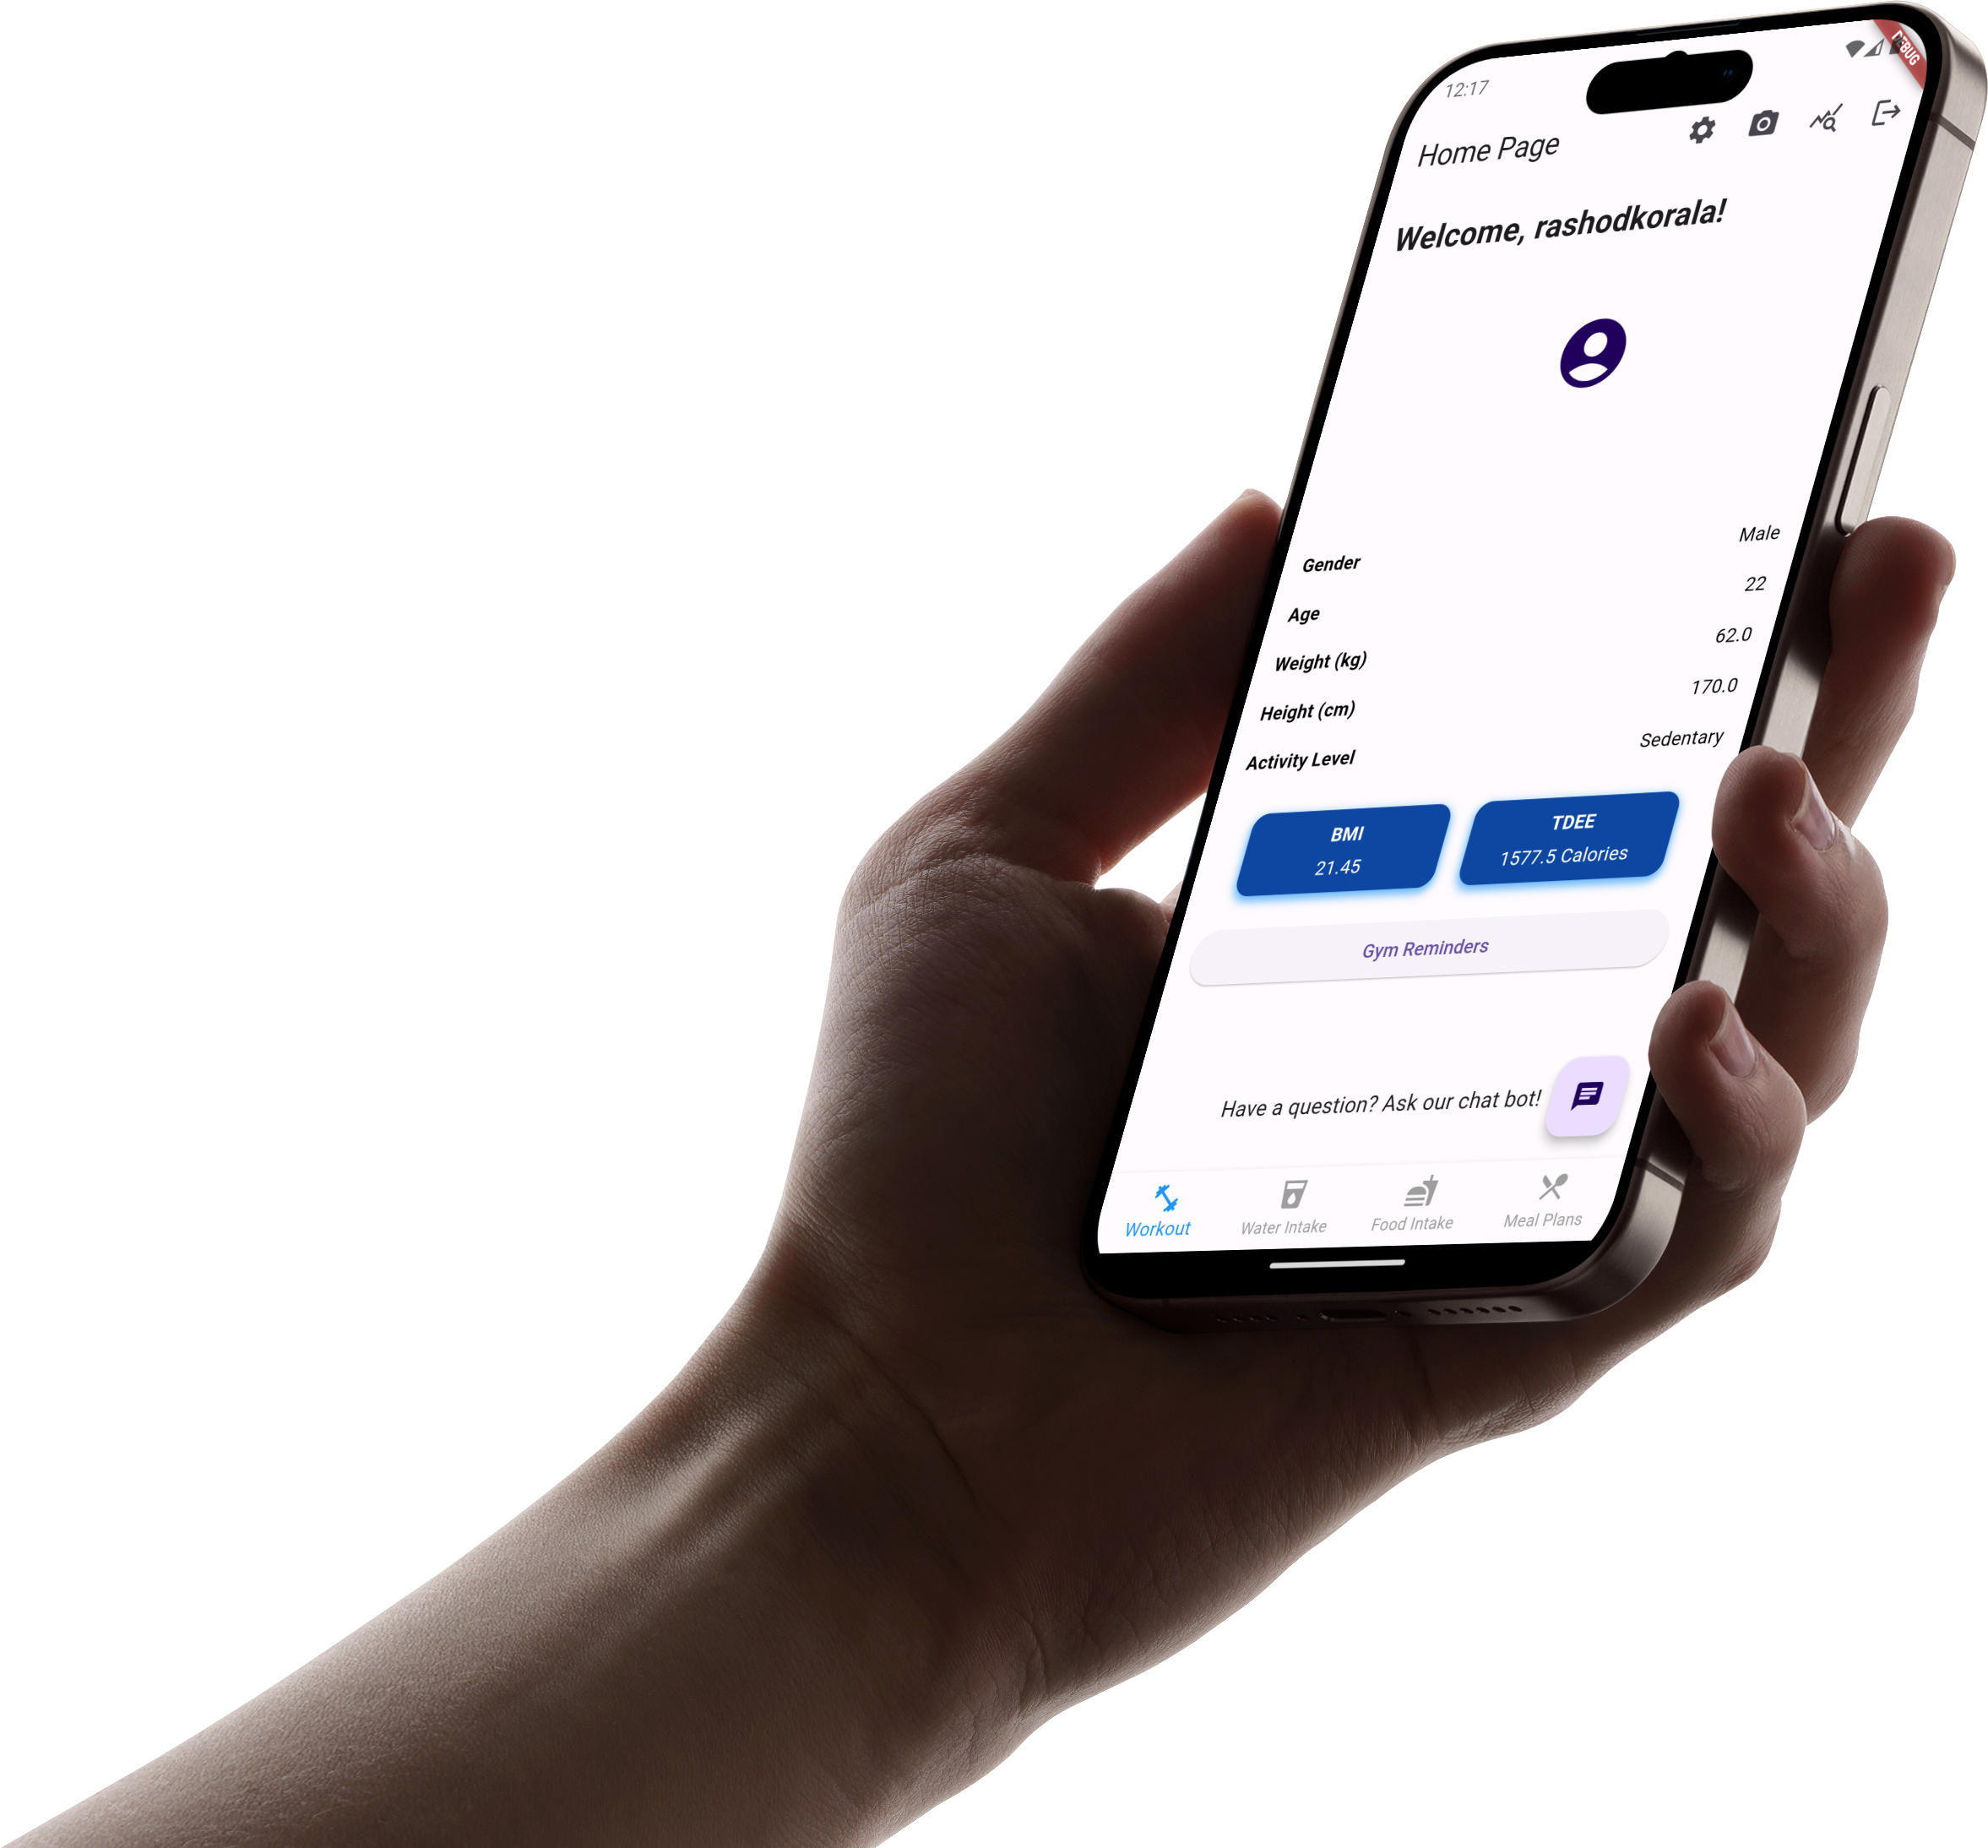 12:17
DEBUG
Home Page
Welcome, rashodkorala!
Gender Male
Age 22
Weight (kg) 62.0
Height (cm) 170.0
Activity Level Sedentary
BMI TDEE
21.45 1577.5 Calories
Gym Reminders
Have a question? Ask our chat bot!
Workout Water Intake Food Intake Meal Plans